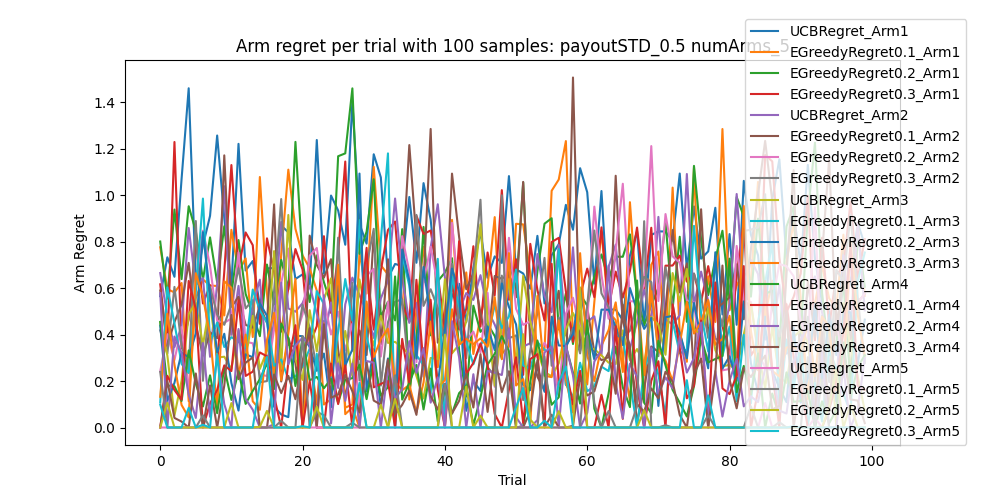 Arm regret per trial with 100 samples: payoutSTD_0.5 numArms_5
Arm Regret
1.4
1.2
1.0
0.8
0.6
0.4
0.2
0.0
0
20
40
60
80
100
Trial
UCBRegret_Arm1
EGreedyRegret0.1_Arm1
EGreedyRegret0.2_Arm1
EGreedyRegret0.3_Arm1
UCBRegret_Arm2
EGreedyRegret0.1_Arm2
EGreedyRegret0.2_Arm2
EGreedyRegret0.3_Arm2
UCBRegret_Arm3
EGreedyRegret0.1_Arm3
EGreedyRegret0.2_Arm3
EGreedyRegret0.3_Arm3
UCBRegret_Arm4
EGreedyRegret0.1_Arm4
EGreedyRegret0.2_Arm4
EGreedyRegret0.3_Arm4
UCBRegret_Arm5
EGreedyRegret0.1_Arm5
EGreedyRegret0.2_Arm5
EGreedyRegret0.3_Arm5